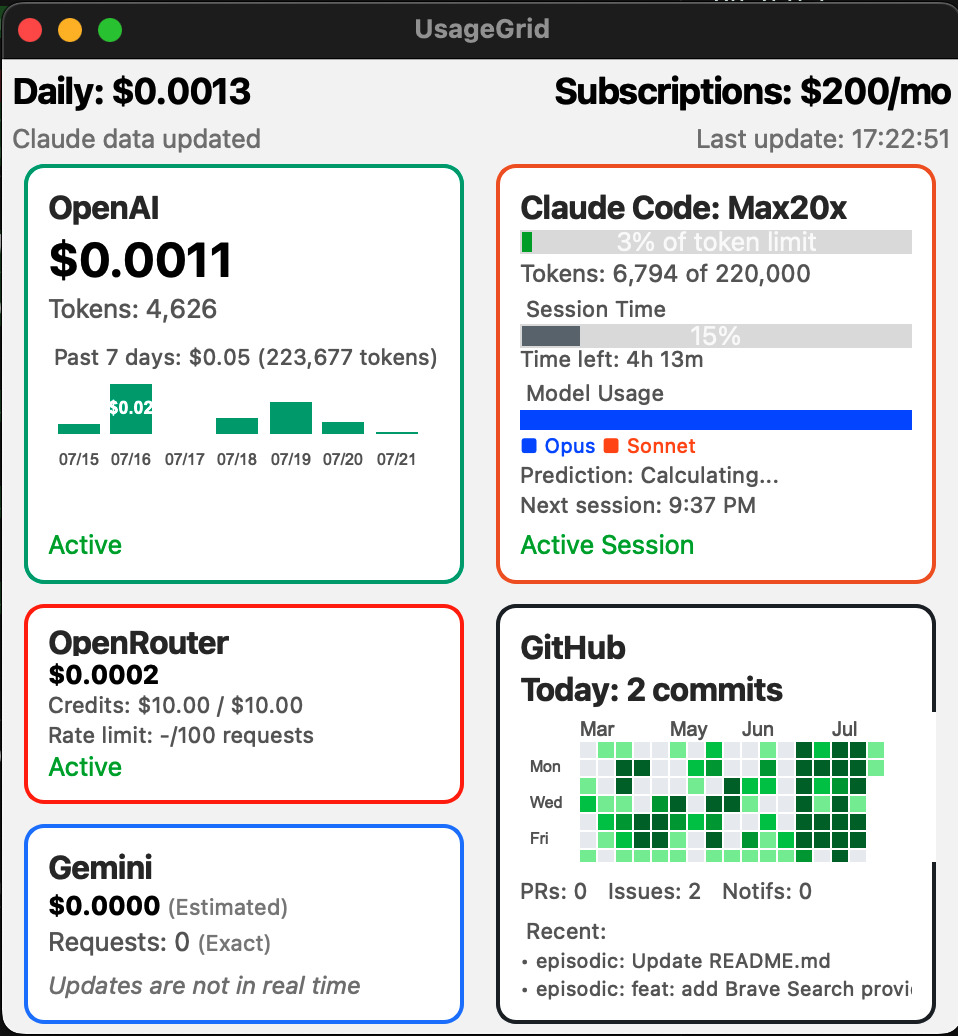 UsageGrid
Daily: $0.0013
Subscriptions: $200/mo
Claude data updated
Last update: 17:22:51
OpenAI
$0.0011
Tokens: 4,626
Past 7 days: $0.05 (223,677 tokens)
$0.02
07/15 07/16 07/17 07/18 07/19 07/20 07/21
Active
Claude Code: Max20x
3% of token limit
Tokens: 6,794 of 220,000
Session Time
15%
Time left: 4h 13m
Model Usage
Opus Sonnet
Prediction: Calculating...
Next session: 9:37 PM
Active Session
OpenRouter
$0.0002
Credits: $10.00 / $10.00
Rate limit: -/100 requests
Active
GitHub
Today: 2 commits
Mar May Jun Jul
Mon
Wed
Fri
PRs: 0 Issues: 2 Notifs: 0
Recent:
• episodic: Update README.md
• episodic: feat: add Brave Search provi
Gemini
$0.0000 (Estimated)
Requests: 0 (Exact)
Updates are not in real time